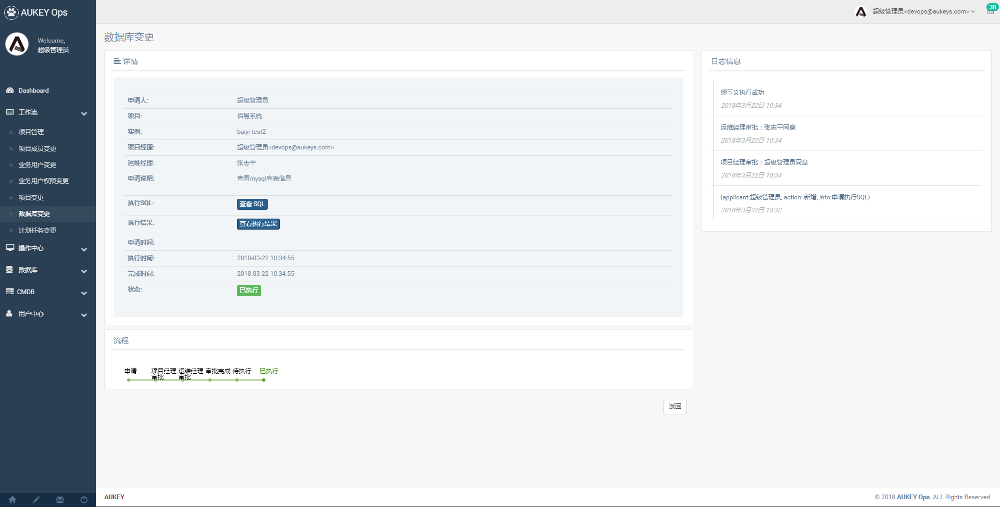 AUKEY Ops
Welcome,
超级管理员
Dashboard
工作流
项目管理
项目成员变更
业务用户变更
业务用户权限变更
项目变更
数据库变更
计划任务变更
操作中心
数据库
CMDB
用户中心
超级管理员<devops@aukeys.com>
38
数据库变更
详情
申请人: 超级管理员
项目: 佰易系统
实例: baiyi-test2
项目经理: 超级管理员<devops@aukeys.com>
运维经理: 张志平
申请说明: 查看mysql库表信息
执行SQL: 查看 SQL
执行结果: 查看执行结果
申请时间:
执行时间: 2018-03-22 10:34:55
完成时间: 2018-03-22 10:34:55
状态: 已执行
流程
申请
项目经理
审批
运维经理
审批
审批完成
待执行
已执行
返回
日志信息
卿玉文执行成功
2018年3月22日 10:34
运维经理审批：张志平同意
2018年3月22日 10:34
项目经理审批：超级管理员同意
2018年3月22日 10:34
{applicant:超级管理员, action: 新增, info:申请执行SQL}
2018年3月22日 10:32
AUKEY
© 2018 AUKEY Ops. ALL Rights Reserved.